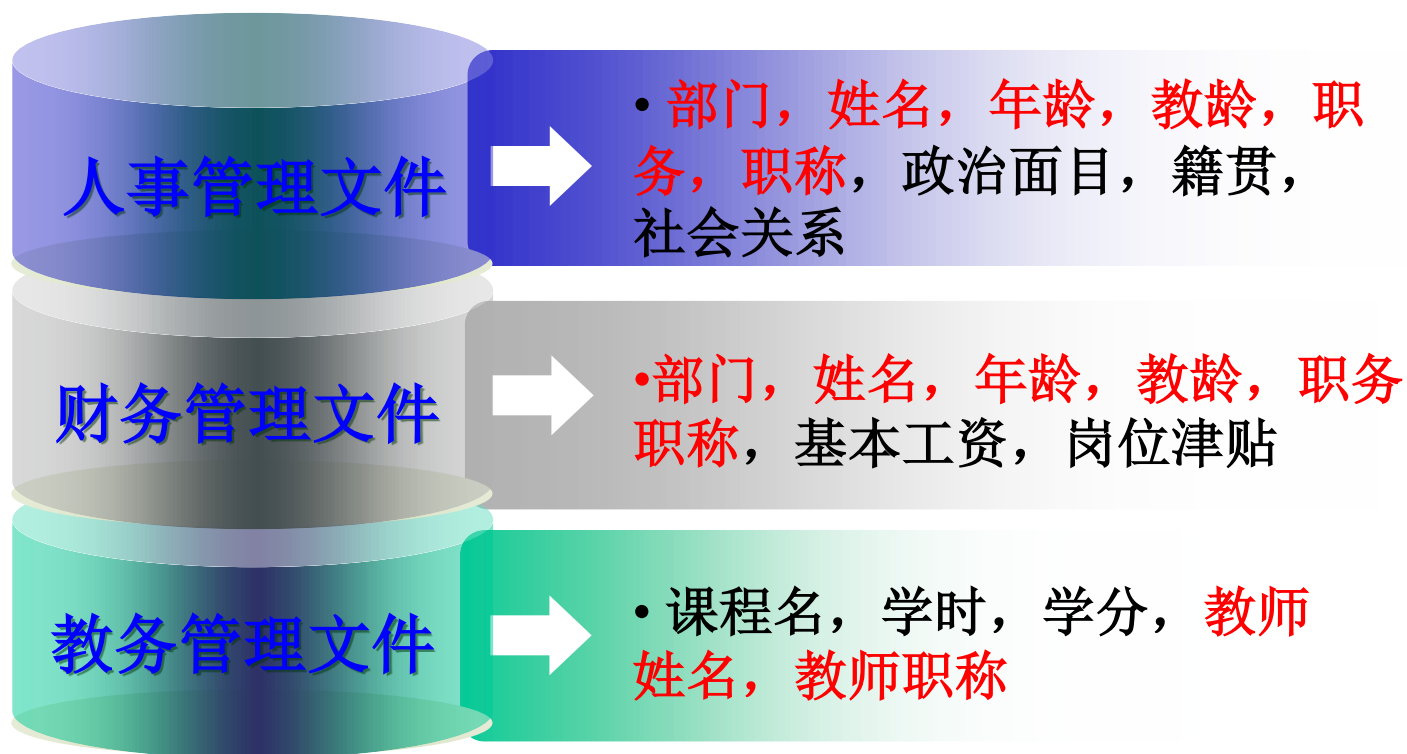 人事管理文件
• 部门，姓名，年龄，教龄，职
务，职称，政治面目，籍贯，
社会关系
财务管理文件
•部门，姓名，年龄，教龄，职务
职称，基本工资，岗位津贴
教务管理文件
• 课程名，学时，学分，教师
姓名，教师职称